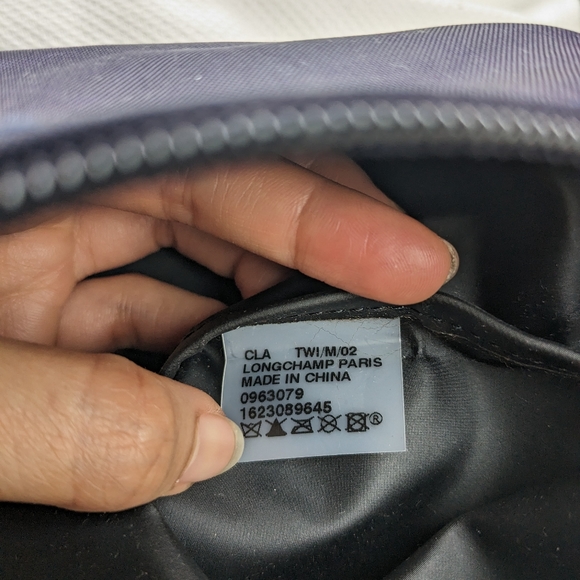 CLA TWI/M/02
LONGCHAMP PARIS
MADE IN CHINA
0963079
1623089645
®